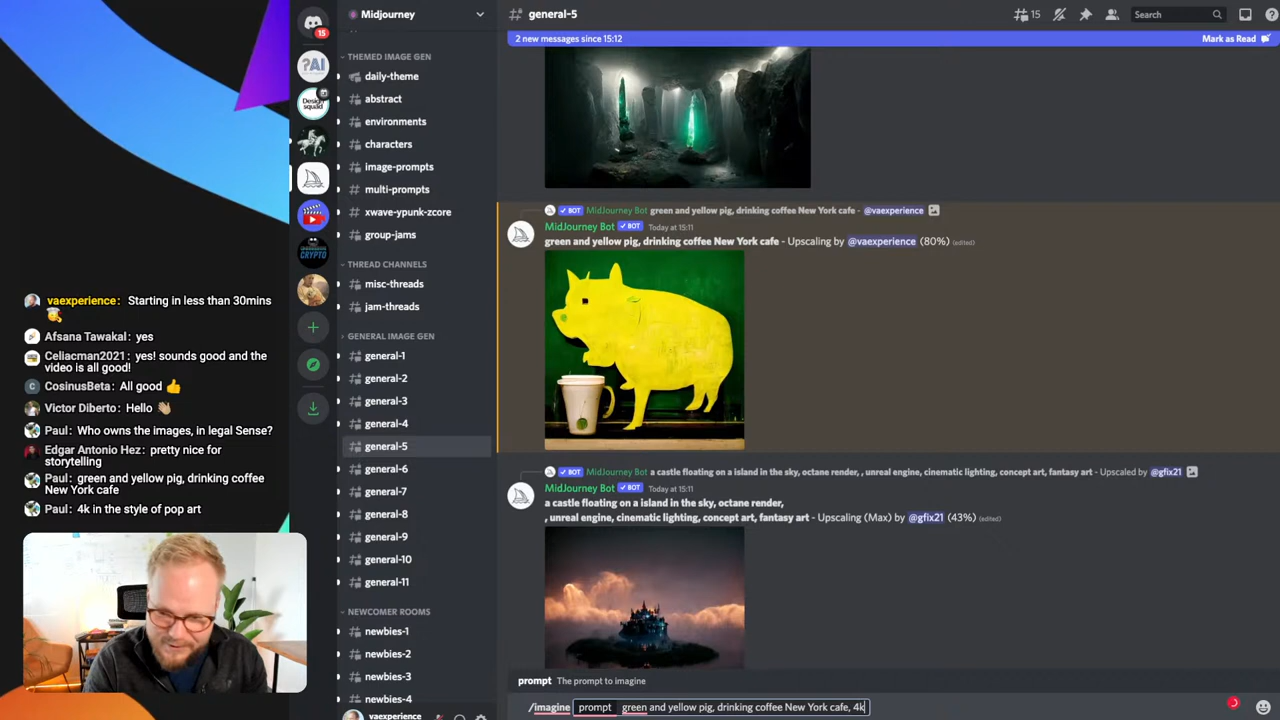 vaexperience: Starting in less than 30mins
Afsana Tawakal: yes
Celiacman2021: yes! sounds good and the
video is all good!
CosinusBeta: All good
Victor Diberto: Hello
Paul: Who owns the images, in legal Sense?
Edgar Antonio Hez: pretty nice for
storytelling
Paul: green and yellow pig, drinking coffee
New York cafe
Paul: 4k in the style of pop art
15
PAI
Design
squad
CRYPTO
Midjourney
THEMED IMAGE GEN
daily-theme
abstract
environments
characters
image-prompts
multi-prompts
xwave-ypunk-zcore
group-jams
THREAD CHANNELS
misc-threads
jam-threads
GENERAL IMAGE GEN
general-1
general-2
general-3
general-4
general-5
general-6
general-7
general-8
general-9
general-10
general-11
NEWCOMER ROOMS
newbies-1
newbies-2
newbies-3
newbies-4
vaexperience
general-5
15
Search
2 new messages since 15:12
Mark as Read
BOT MidJourney Bot green and yellow pig, drinking coffee New York cafe - @vaexperience
MidJourney Bot BOT Today at 15:11
green and yellow pig, drinking coffee New York cafe - Upscaling by @vaexperience (80%) (edited)
BOT MidJourney Bot a castle floating on a island in the sky, octane render, , unreal engine, cinematic lighting, concept art, fantasy art - Upscaled by @gfix21
MidJourney Bot BOT Today at 15:11
a castle floating on a island in the sky, octane render,
, unreal engine, cinematic lighting, concept art, fantasy art - Upscaling (Max) by @gfix21 (43%) (edited)
prompt The prompt to imagine
/imagine prompt green and yellow pig, drinking coffee New York cafe, 4k